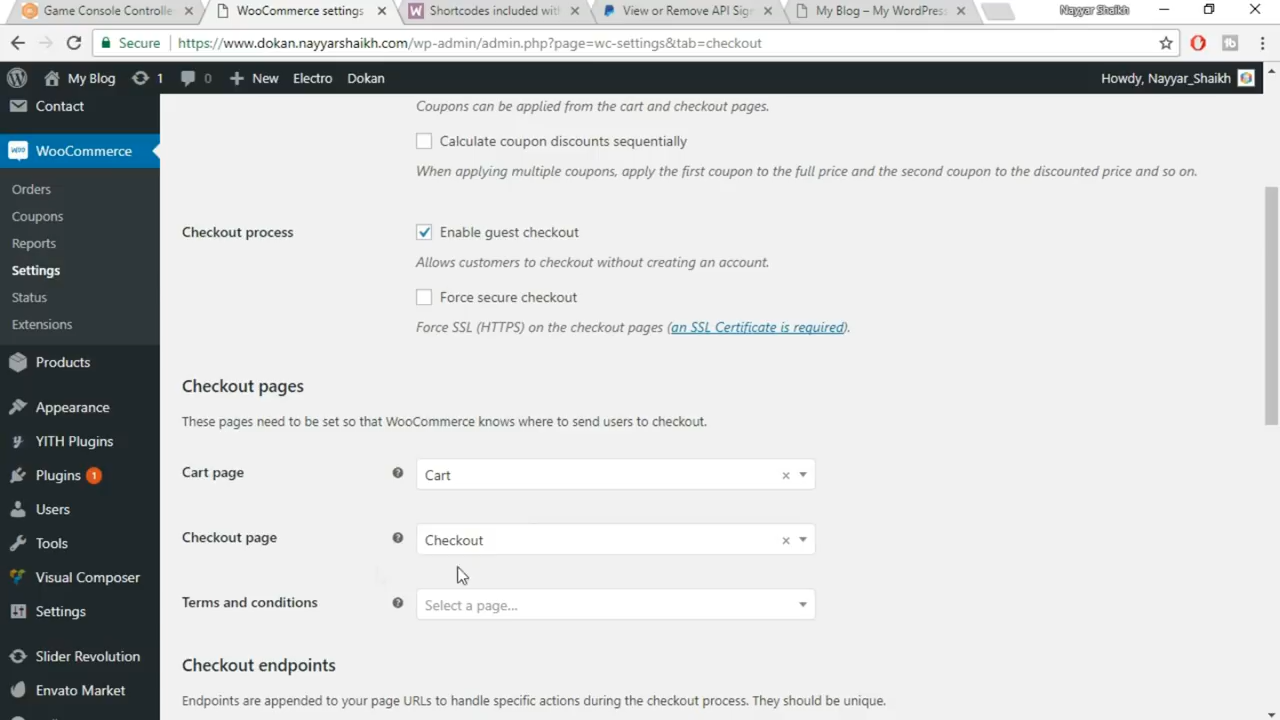 Game Console Controlle
WooCommerce settings
Shortcodes included with
View or Remove API Sign
My Blog – My WordPress
Nayyar Shaikh
Secure
https://www.dokan.nayyarshaikh.com/wp-admin/admin.php?page=wc-settings&tab=checkout
My Blog
1
0
New
Electro
Dokan
Howdy, Nayyar_Shaikh
Contact
WooCommerce
Orders
Coupons
Reports
Settings
Status
Extensions
Products
Appearance
YITH Plugins
Plugins 1
Users
Tools
Visual Composer
Settings
Slider Revolution
Envato Market
Coupons can be applied from the cart and checkout pages.
Calculate coupon discounts sequentially
When applying multiple coupons, apply the first coupon to the full price and the second coupon to the discounted price and so on.
Checkout process
Enable guest checkout
Allows customers to checkout without creating an account.
Force secure checkout
Force SSL (HTTPS) on the checkout pages (an SSL Certificate is required).
Checkout pages
These pages need to be set so that WooCommerce knows where to send users to checkout.
Cart page
Cart
Checkout page
Checkout
Terms and conditions
Select a page...
Checkout endpoints
Endpoints are appended to your page URLs to handle specific actions during the checkout process. They should be unique.